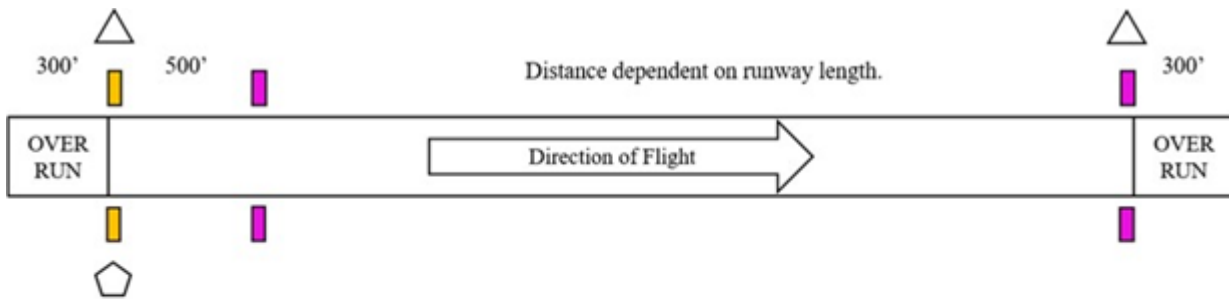 300’
500’
Distance dependent on runway length.
300’
OVER
RUN
Direction of Flight
OVER
RUN